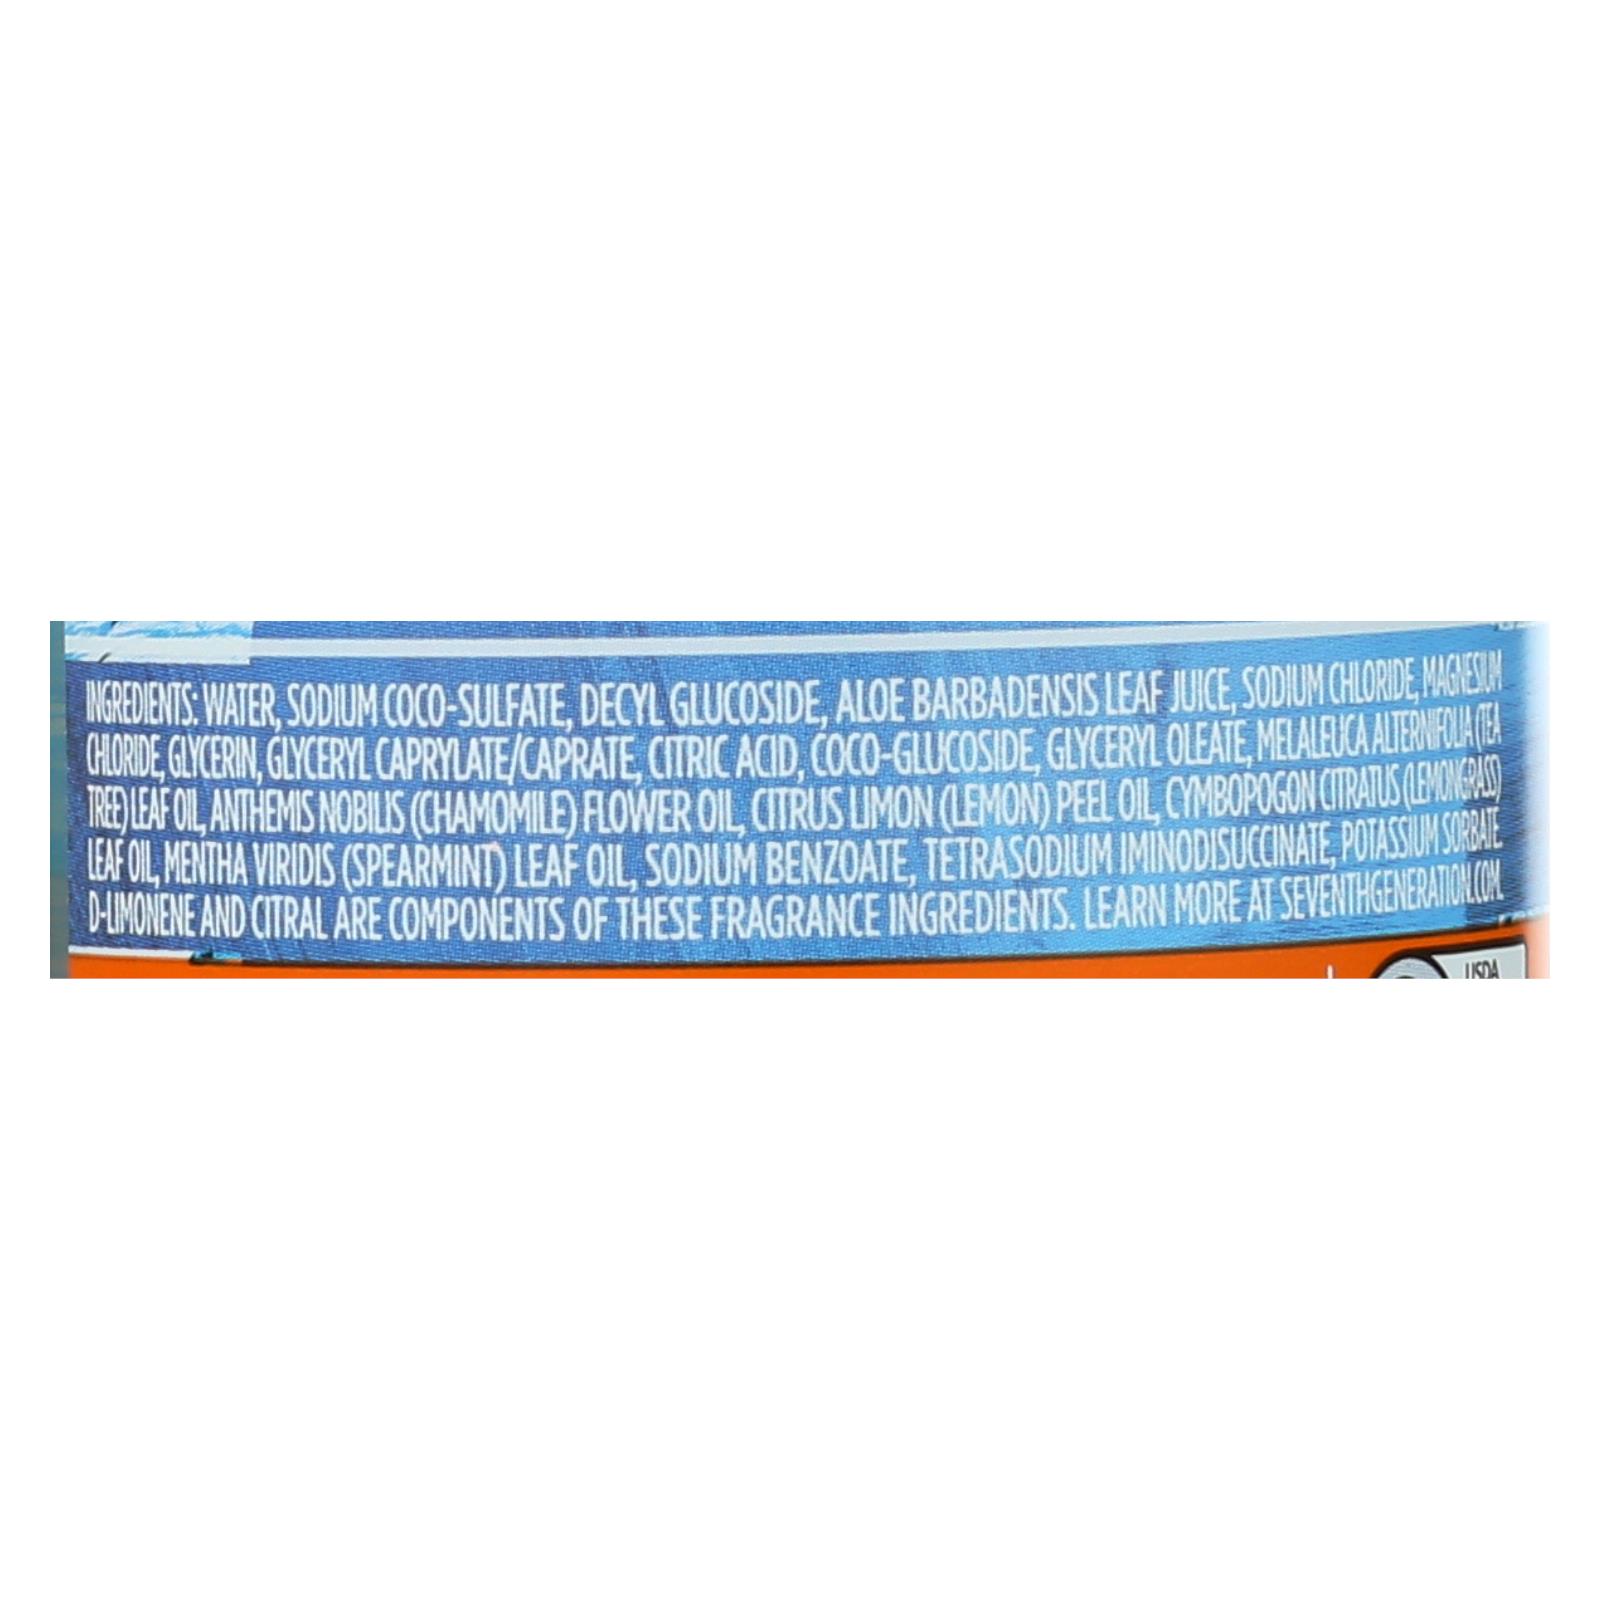 INGREDIENTS: WATER, SODIUM COCO-SULFATE, DECYL GLUCOSIDE, ALOE BARBADENSIS LEAF JUICE, SODIUM CHLORIDE, MAGNESIUM
CHLORIDE, GLYCERIN, GLYCERYL CAPRYLATE/CAPRATE, CITRIC ACID, COCO-GLUCOSIDE, GLYCERYL OLEATE, MELALEUCA ALTERNIFOLIA (TEA
TREE) LEAF OIL, ANTHEMIS NOBILIS (CHAMOMILE) FLOWER OIL, CITRUS LIMON (LEMON) PEEL OIL, CYMBOPOGON CITRATUS (LEMONGRASS)
LEAF OIL, MENTHA VIRIDIS (SPEARMINT) LEAF OIL, SODIUM BENZOATE, TETRASODIUM IMINODISUCCINATE, POTASSIUM SORBATE
D-LIMONENE AND CITRAL ARE COMPONENTS OF THESE FRAGRANCE INGREDIENTS. LEARN MORE AT SEVENTHGENERATION.COM.
USDA